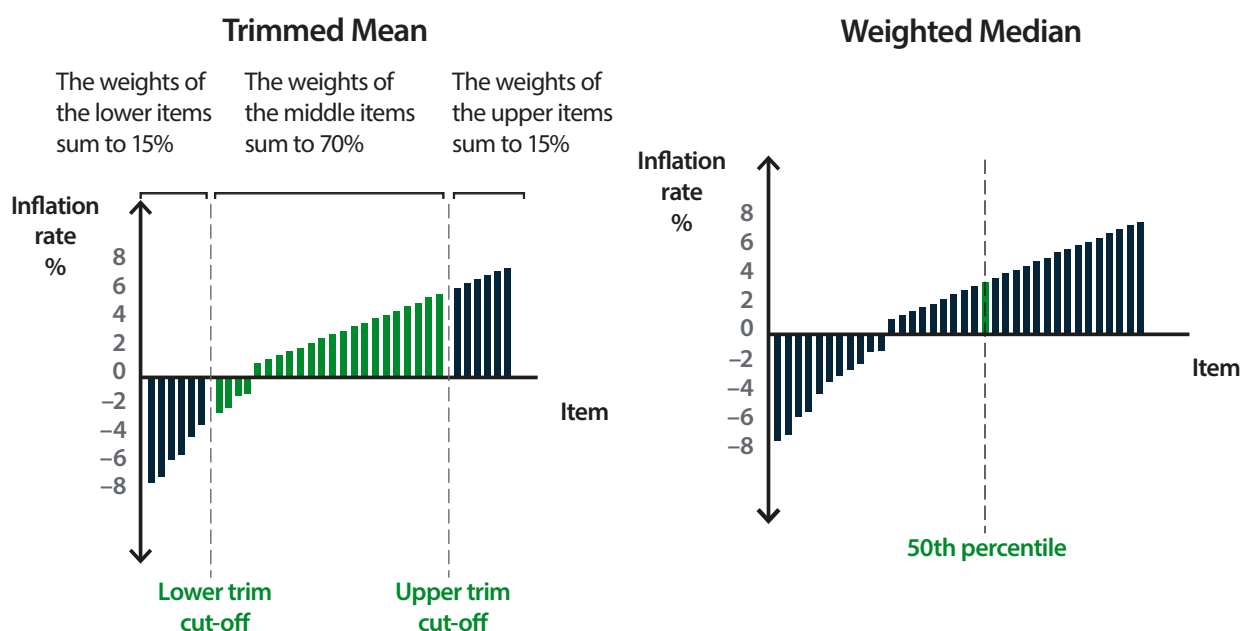 Trimmed Mean
The weights of
the lower items
sum to 15%
The weights of
the middle items
sum to 70%
The weights of
the upper items
sum to 15%
Inflation
rate
%
8
6
4
2
0
–2
–4
–6
–8
Item
Lower trim
cut-off
Upper trim
cut-off
Weighted Median
Inflation
rate
%
8
6
4
2
0
–2
–4
–6
–8
Item
50th percentile